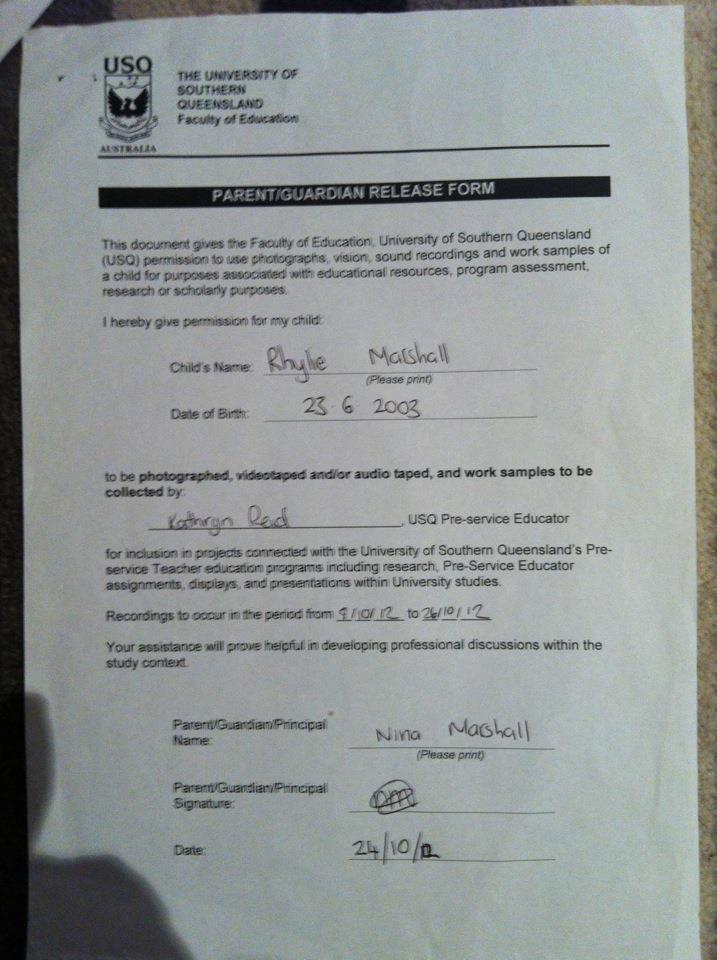 USQ
AUSTRALIA
THE UNIVERSITY OF
SOUTHERN
QUEENSLAND
Faculty of Education
PARENT/GUARDIAN RELEASE FORM
This document gives the Faculty of Education, University of Southern Queensland
(USQ) permission to use photographs, vision, sound recordings and work samples of
a child for purposes associated with educational resources, program assessment,
research or scholarly purposes.
I hereby give permission for my child:
Child's Name: Rhylie Marshall
(Please print)
Date of Birth: 23 · 6 2003
to be photographed, videotaped and/or audio taped, and work samples to be
collected by:
Kathryn Reid, USQ Pre-service Educator
for inclusion in projects connected with the University of Southern Queensland's Pre-
service Teacher education programs including research, Pre-Service Educator
assignments, displays, and presentations within University studies.
Recordings to occur in the period from 8/10/12 to 26/10/12
Your assistance will prove helpful in developing professional discussions within the
study context.
Parent/Guardian/Principal
Name: Nina Marshall
(Please print)
Parent/Guardian/Principal
Signature: nm
Date: 24/10/12